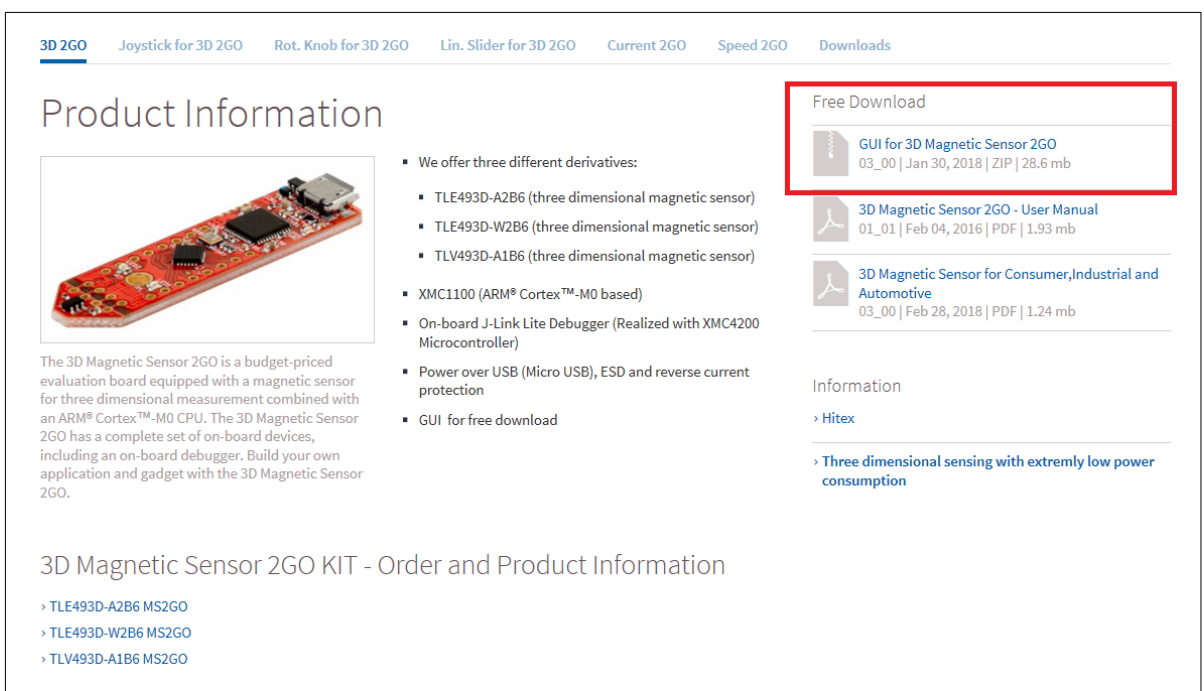 3D 2GO Joystick for 3D 2GO Rot. Knob for 3D 2GO Lin. Slider for 3D 2GO Current 2GO Speed 2GO Downloads
Product Information
The 3D Magnetic Sensor 2GO is a budget-priced
evaluation board equipped with a magnetic sensor
for three dimensional measurement combined with
an ARM® Cortex™-M0 CPU. The 3D Magnetic Sensor
2GO has a complete set of on-board devices,
including an on-board debugger. Build your own
application and gadget with the 3D Magnetic Sensor
2GO.
▪ We offer three different derivatives:
▪ TLE493D-A2B6 (three dimensional magnetic sensor)
▪ TLE493D-W2B6 (three dimensional magnetic sensor)
▪ TLV493D-A1B6 (three dimensional magnetic sensor)
▪ XMC1100 (ARM® Cortex™-M0 based)
▪ On-board J-Link Lite Debugger (Realized with XMC4200
Microcontroller)
▪ Power over USB (Micro USB), ESD and reverse current
protection
▪ GUI for free download
Free Download
GUI for 3D Magnetic Sensor 2GO
03_00 | Jan 30, 2018 | ZIP | 28.6 mb
3D Magnetic Sensor 2GO - User Manual
01_01 | Feb 04, 2016 | PDF | 1.93 mb
3D Magnetic Sensor for Consumer,Industrial and
Automotive
03_00 | Feb 28, 2018 | PDF | 1.24 mb
Information
› Hitex
› Three dimensional sensing with extremly low power
consumption
3D Magnetic Sensor 2GO KIT - Order and Product Information
› TLE493D-A2B6 MS2GO
› TLE493D-W2B6 MS2GO
› TLV493D-A1B6 MS2GO